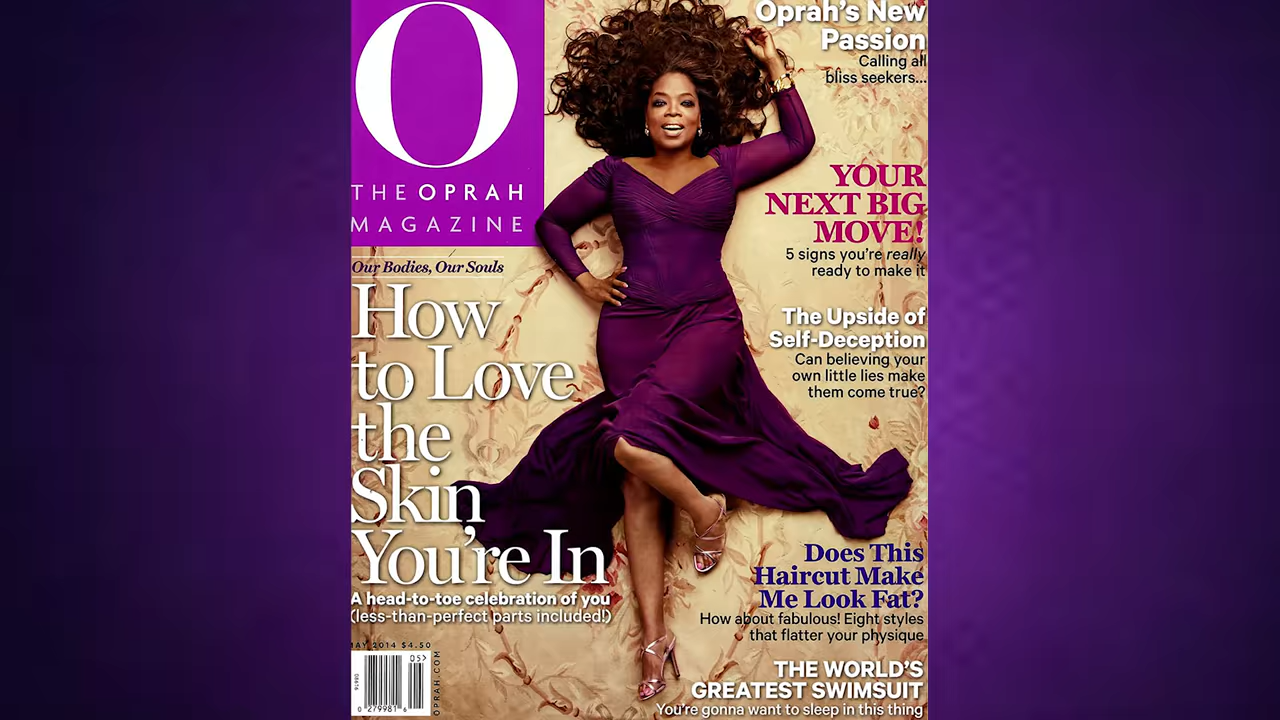 O
THE OPRAH
MAGAZINE
Our Bodies, Our Souls
How
to Love
the
Skin
You're In
A head-to-toe celebration of you
(less-than-perfect parts included!)
MAY 2014 $4.50
05>
08616
0 279981 6
OPRAH.COM
Oprah's New
Passion
Calling all
bliss seekers...
YOUR
NEXT BIG
MOVE!
5 signs you're really
ready to make it
The Upside of
Self-Deception
Can believing your
own little lies make
them come true?
Does This
Haircut Make
Me Look Fat?
How about fabulous! Eight styles
that flatter your physique
THE WORLD'S
GREATEST SWIMSUIT
You're gonna want to sleep in this thing